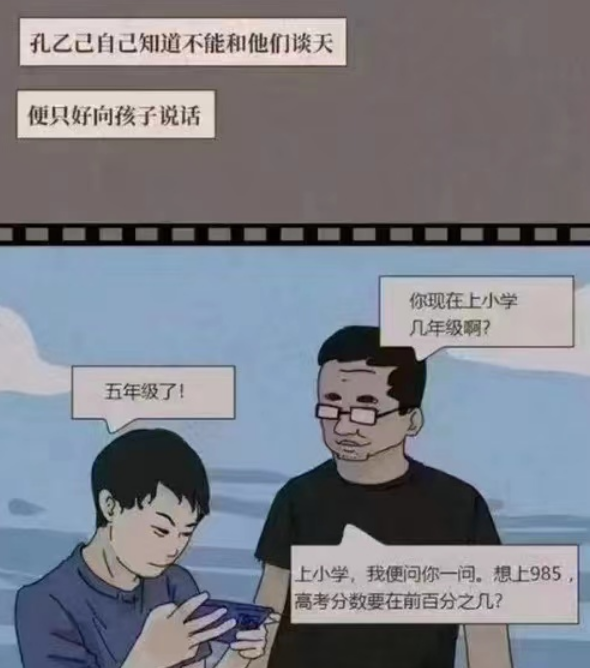 孔乙己自己知道不能和他们谈天
便只好向孩子说话
你现在上小学
几年级啊?
五年级了!
上小学，我便问你一问。想上985，
高考分数要在前百分之几?